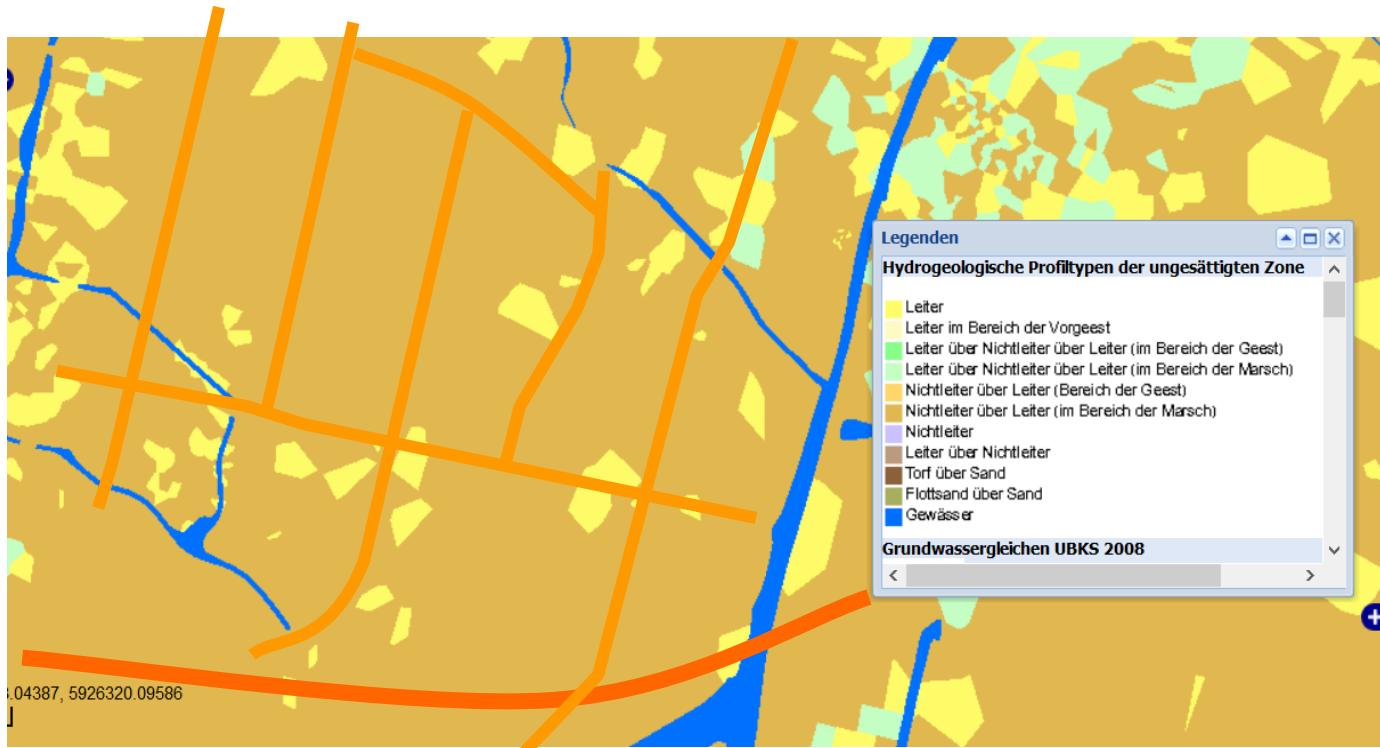 Legenden
Hydrogeologische Profiltypen der ungesättigten Zone
Leiter
Leiter im Bereich der Vorgeest
Leiter über Nichtleiter über Leiter (im Bereich der Geest)
Leiter über Nichtleiter über Leiter (im Bereich der Marsch)
Nichtleiter über Leiter (Bereich der Geest)
Nichtleiter über Leiter (im Bereich der Marsch)
Nichtleiter
Leiter über Nichtleiter
Torf über Sand
Flottsand über Sand
Gewässer
Grundwassergleichen UBKS 2008
.04387, 5926320.09586